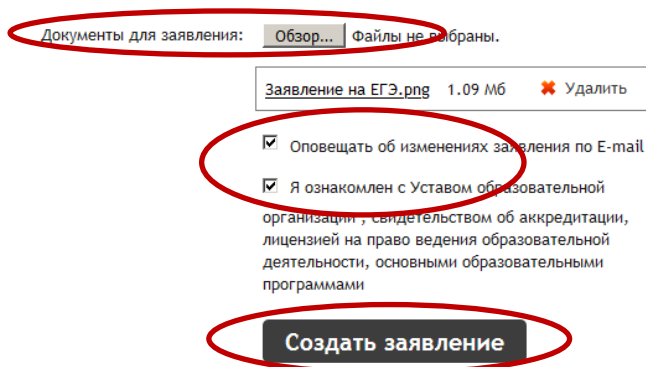 Документы для заявления: Обзор... Файлы не выбраны.
Заявление на ЕГЭ.png 1.09 Мб Удалить
Оповещать об изменениях заявления по E-mail
Я ознакомлен с Уставом образовательной
организации , свидетельством об аккредитации,
лицензией на право ведения образовательной
деятельности, основными образовательными
программами
Создать заявление